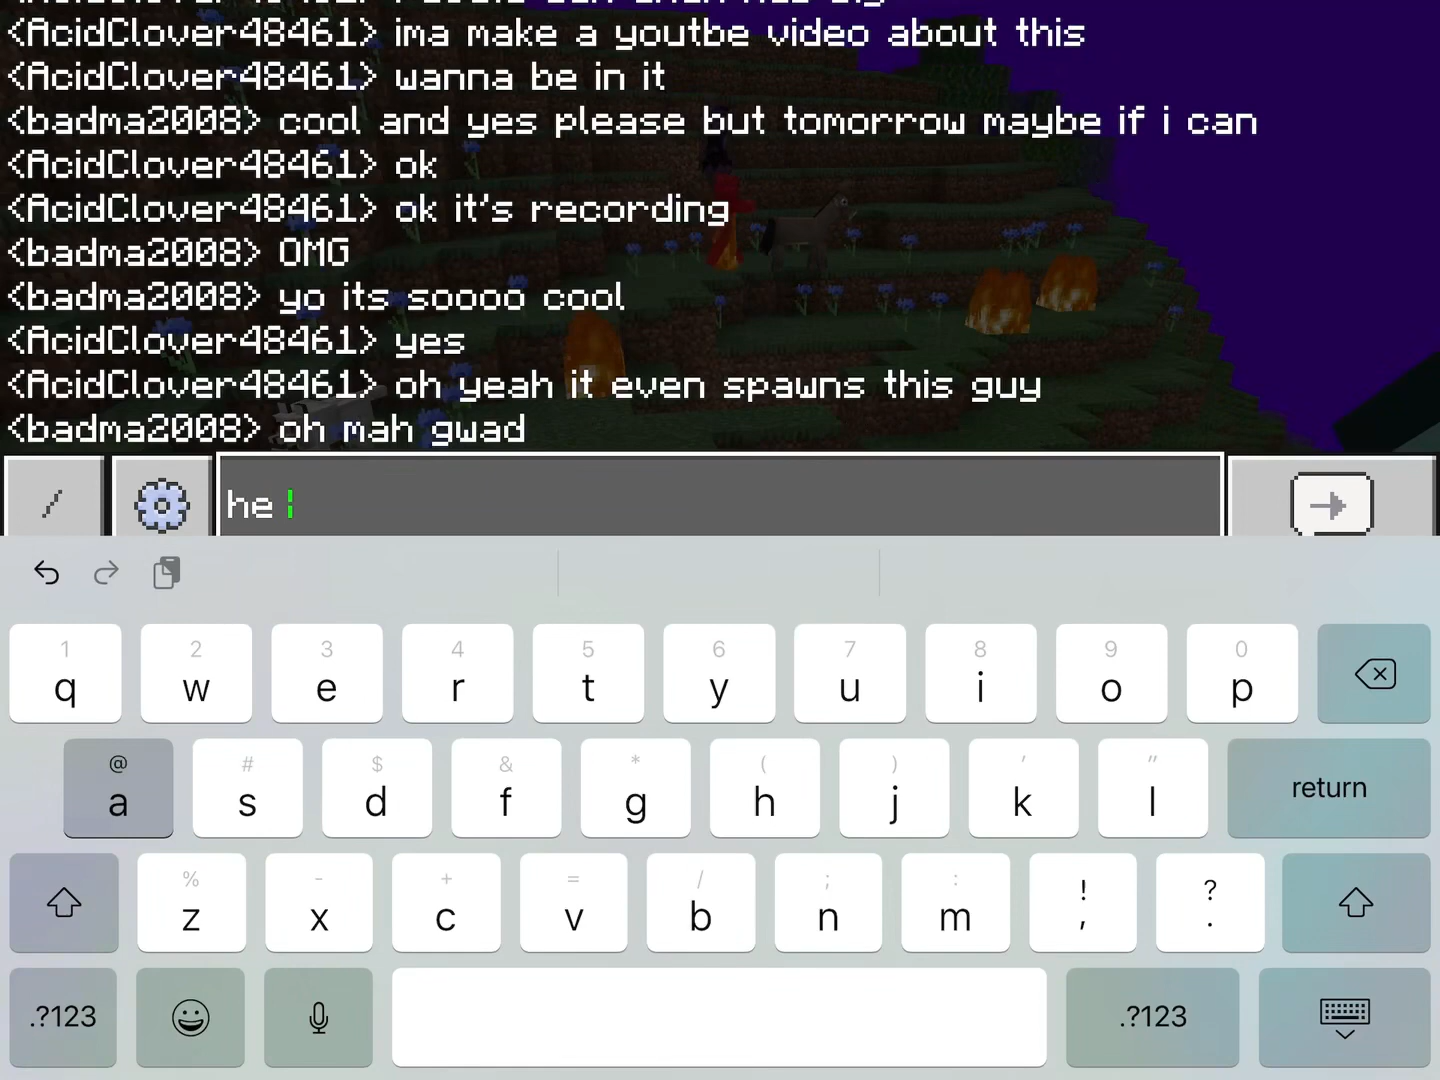 <AcidClover48461> ima make a youtbe video about this
<AcidClover48461> wanna be in it
<badma2008> cool and yes please but tomorrow maybe if i can
<AcidClover48461> ok
<AcidClover48461> ok it's recording
<badma2008> OMG
<badma2008> yo its soooo cool
<AcidClover48461> yes
<AcidClover48461> oh yeah it even spawns this guy
<badma2008> oh mah gwad
/ he
1 2 3 4 5 6 7 8 9 0
q w e r t y u i o p
@ # $ & * ( ) ' "
a s d f g h j k l return
% - + = / ; : ! ?
z x c v b n m , .
.?123 .?123